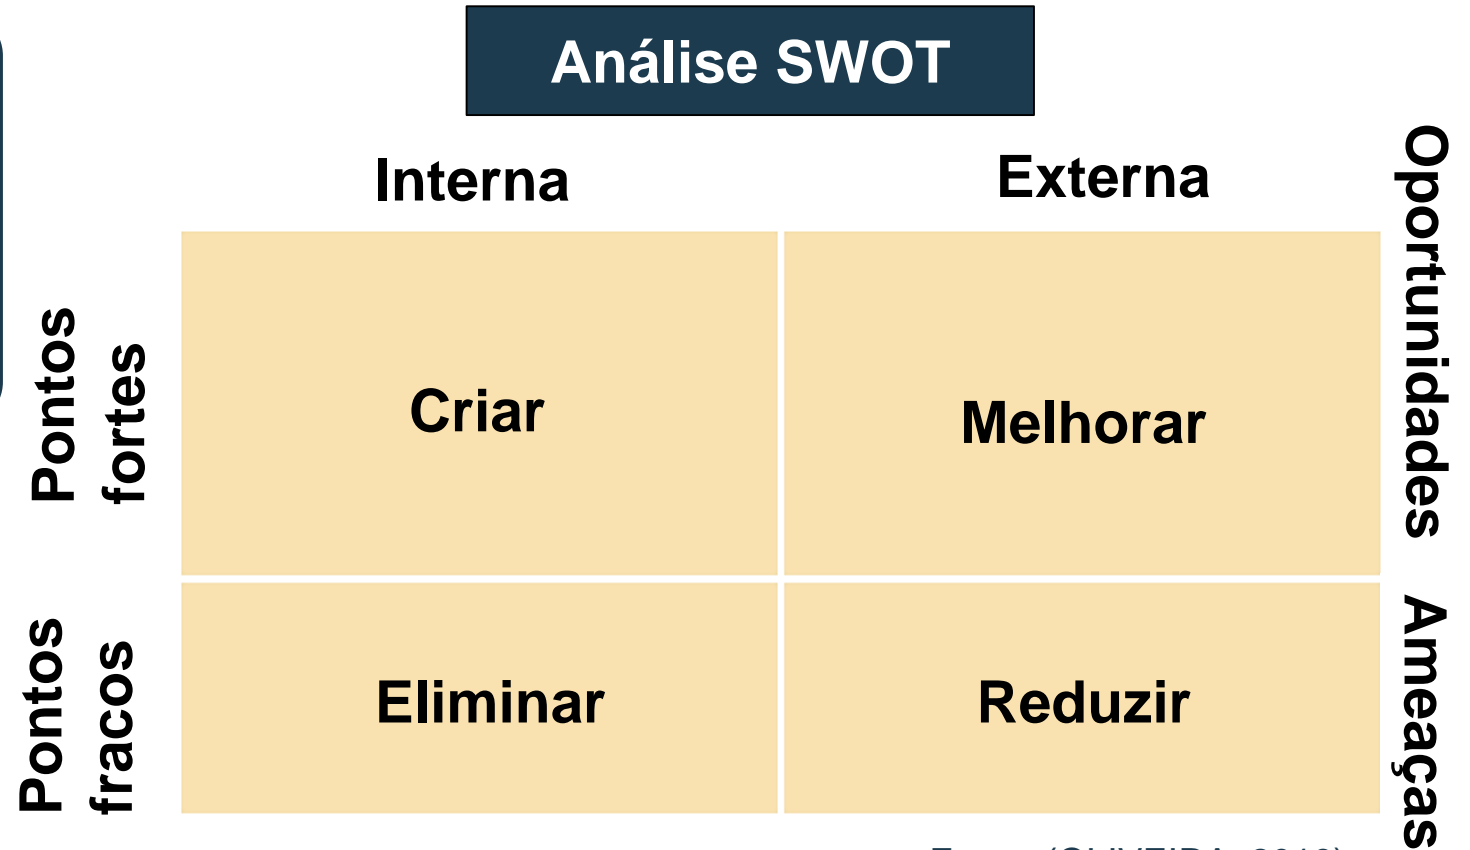 Análise SWOT
Interna
Externa
Pontos
fortes
Criar
Melhorar
Oportunidades
Pontos
fracos
Eliminar
Reduzir
Ameaças